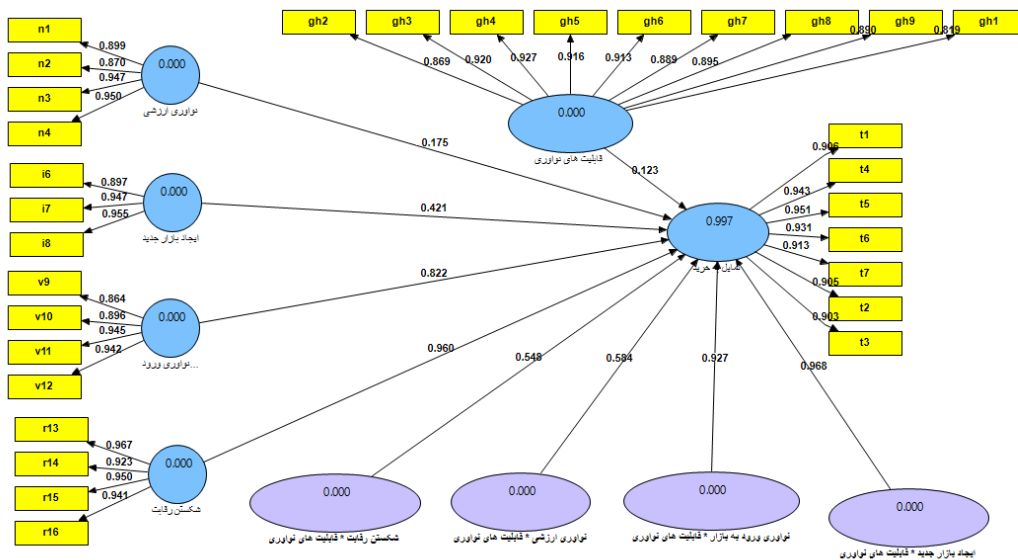 gh2 gh3 gh4 gh5 gh6 gh7 gh8 gh9 gh1
0.869 0.920 0.927 0.916 0.913 0.889 0.895 0.890 0.819
0.000
قابلیت های نوآوری
0.123
n1
n2
n3
n4
0.899
0.870
0.947
0.950
0.000
نوآوری ارزشی
0.175
i6
i7
i8
0.897
0.947
0.955
0.000
ایجاد بازار جدید
0.421
v9
v10
v11
v12
0.864
0.896
0.945
0.942
0.000
نوآوری ورود...
0.822
r13
r14
r15
r16
0.967
0.923
0.950
0.941
0.000
شکستن رقابت
0.960
0.997
خرید
t1
t4
t5
t6
t7
t2
t3
0.906
0.943
0.951
0.931
0.913
0.905
0.903
0.548
0.584
0.927
0.968
0.000
شکستن رقابت * قابلیت های نوآوری
0.000
نوآوری ارزشی * قابلیت های نوآوری
0.000
نوآوری ورود به بازار * قابلیت های نوآوری
0.000
ایجاد بازار جدید * قابلیت های نوآوری